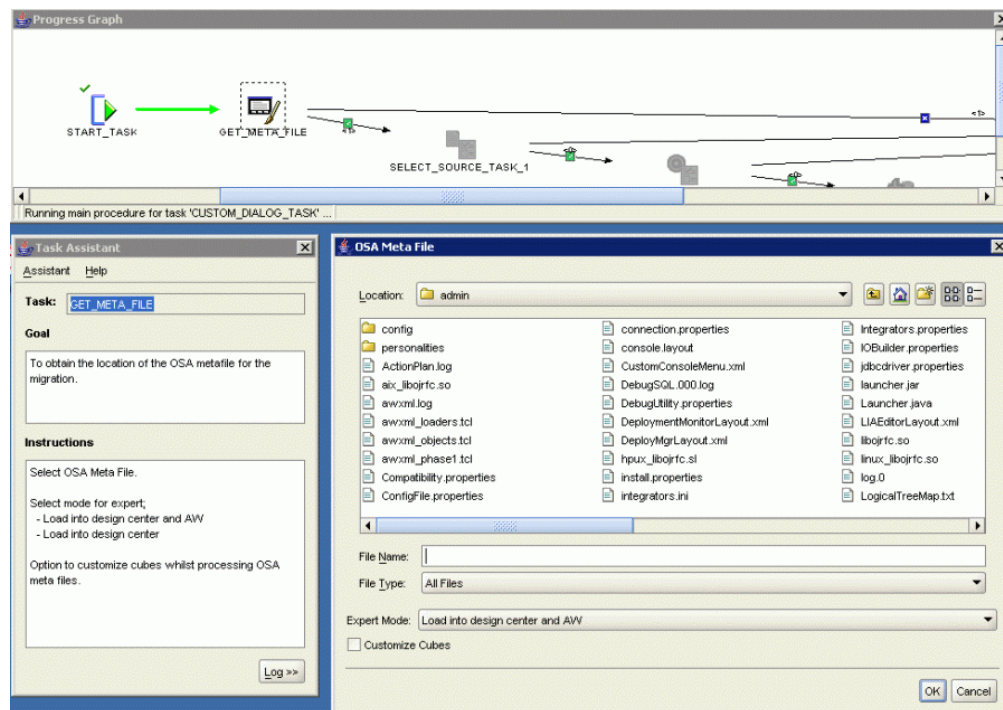 Progress Graph
START_TASK
GET_META_FILE
SELECT_SOURCE_TASK_1
Running main procedure for task 'CUSTOM_DIALOG_TASK' ...
Task Assistant
Assistant Help
Task: GET_META_FILE
Goal
To obtain the location of the OSA metafile for the
migration.
Instructions
Select OSA Meta File.
Select mode for expert;
- Load into design center and AW
- Load into design center
Option to customize cubes whilst processing OSA
meta files.
Log >>
OSA Meta File
Location: admin
config
personalities
ActionPlan.log
aix_libojrfc.so
awxml.log
awxml_loaders.tcl
awxml_objects.tcl
awxml_phase1.tcl
Compatibility.properties
ConfigFile.properties
connection.properties
console.layout
CustomConsoleMenu.xml
DebugSQL.000.log
DebugUtility.properties
DeploymentMonitorLayout.xml
DeployMgrLayout.xml
hpux_libojrfc.sl
install.properties
integrators.ini
Integrators.properties
IOBuilder.properties
jdbcdriver.properties
launcher.jar
Launcher.java
LIAEditorLayout.xml
libojrfc.so
linux_libojrfc.so
log.0
LogicalTreeMap.txt
File Name:
File Type: All Files
Expert Mode: Load into design center and AW
Customize Cubes
OK Cancel